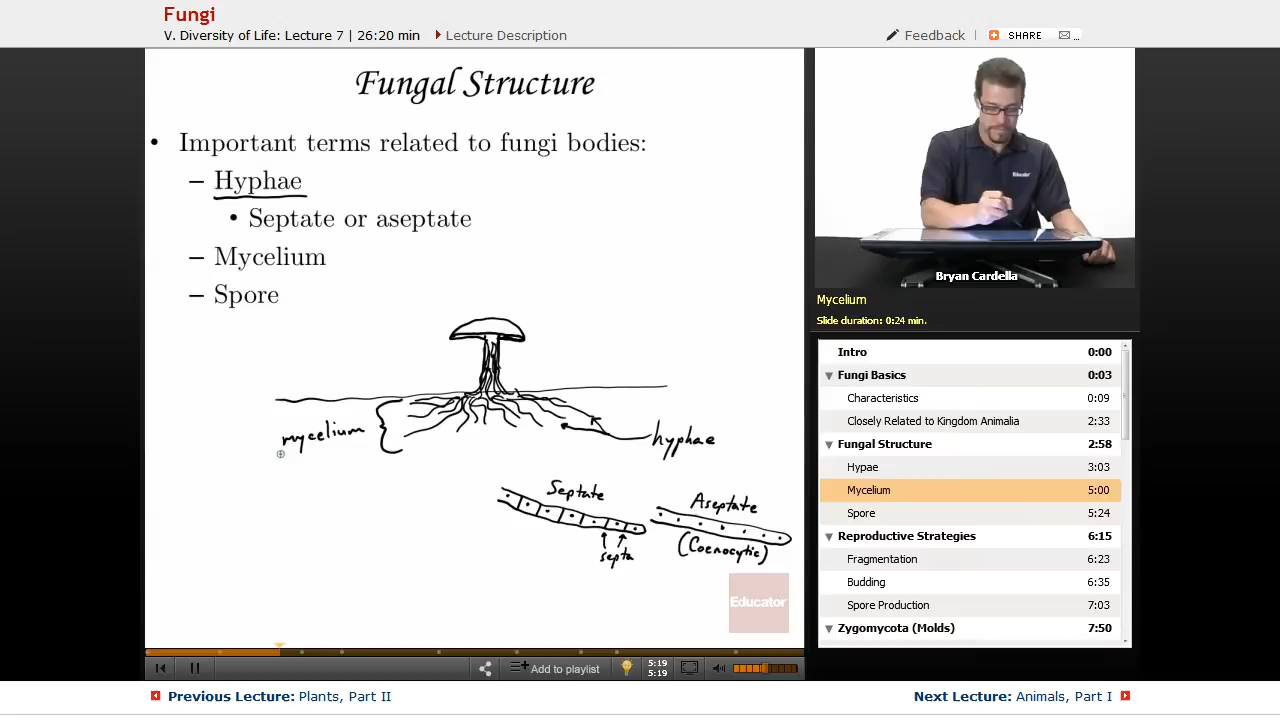 Fungi
V. Diversity of Life: Lecture 7 | 26:20 min
Lecture Description
Feedback
SHARE
Fungal Structure
• Important terms related to fungi bodies:
– Hyphae
• Septate or aseptate
– Mycelium
– Spore
mycelium
hyphae
Septate
septa
Aseptate
(Coenocytic)
Educator
Educator
Bryan Cardella
Mycelium
Slide duration: 0:24 min.
Intro 0:00
Fungi Basics 0:03
Characteristics 0:09
Closely Related to Kingdom Animalia 2:33
Fungal Structure 2:58
Hypae 3:03
Mycelium 5:00
Spore 5:24
Reproductive Strategies 6:15
Fragmentation 6:23
Budding 6:35
Spore Production 7:03
Zygomycota (Molds) 7:50
Add to playlist
5:19
5:19
Previous Lecture: Plants, Part II
Next Lecture: Animals, Part I